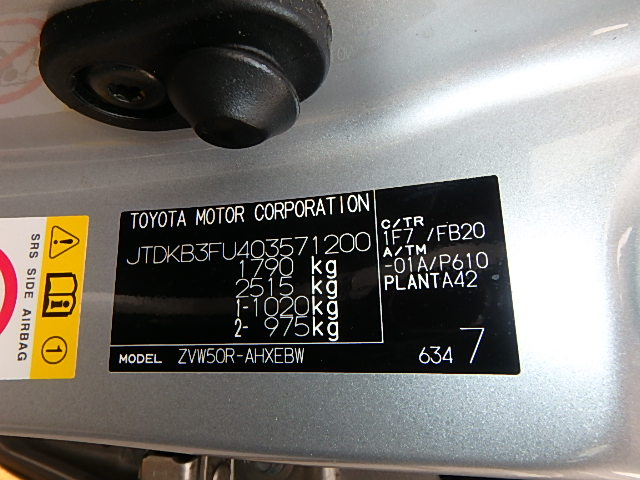 TOYOTA MOTOR CORPORATION
JTDKB3FU403571200
1790 kg
2515 kg
1-1020kg
2- 975kg
C/TR
1F7 /FB20
A/TM
-01A/P610
PLANTA42
MODEL ZVW50R-AHXEBW
634 7
SRS SIDE AIRBAG
1